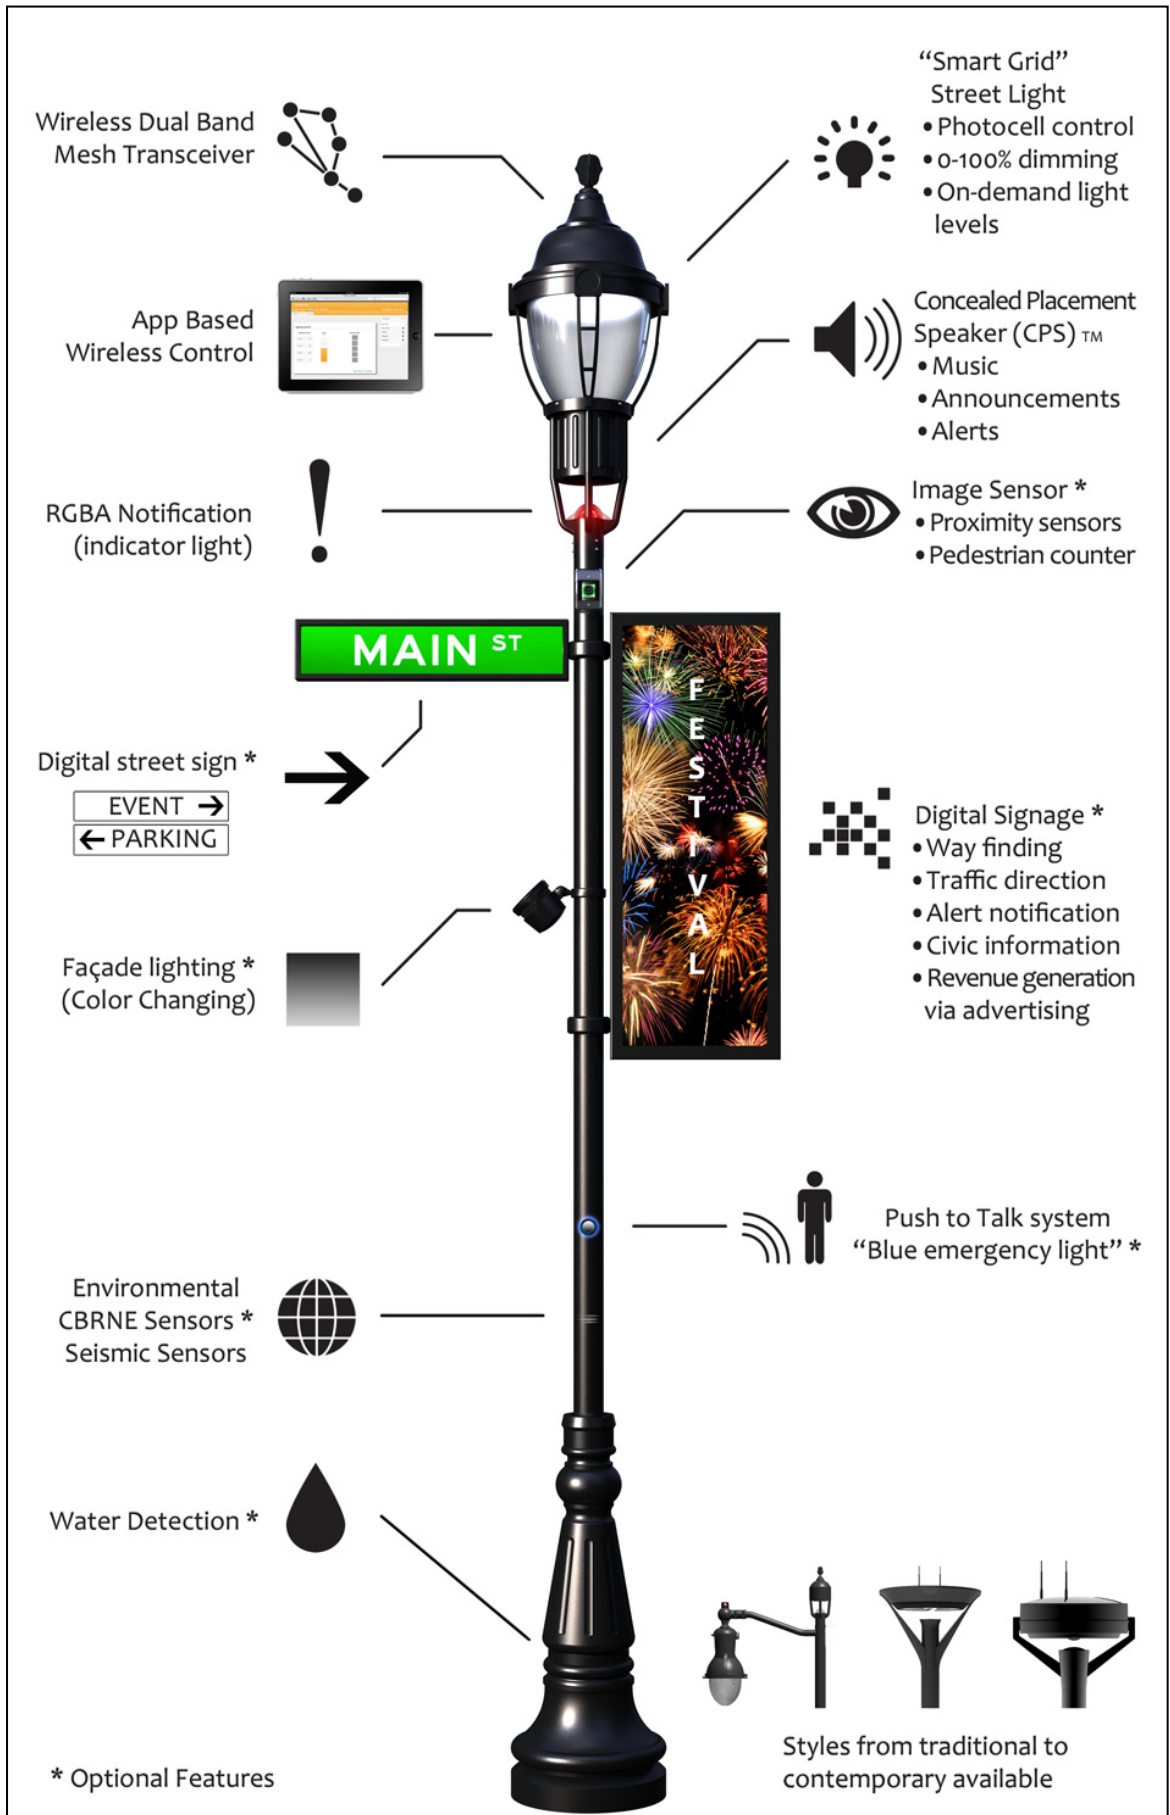 Wireless Dual Band
Mesh Transceiver
App Based
Wireless Control
RGBA Notification
(indicator light)
MAIN ST
Digital street sign *
EVENT →
← PARKING
Façade lighting *
(Color Changing)
Environmental
CBRNE Sensors *
Seismic Sensors
Water Detection *
* Optional Features
“Smart Grid”
Street Light
• Photocell control
• 0-100% dimming
• On-demand light
levels
Concealed Placement
Speaker (CPS) TM
• Music
• Announcements
• Alerts
Image Sensor *
• Proximity sensors
• Pedestrian counter
FESTIVAL
Digital Signage *
• Way finding
• Traffic direction
• Alert notification
• Civic information
• Revenue generation
via advertising
Push to Talk system
“Blue emergency light” *
Styles from traditional to
contemporary available